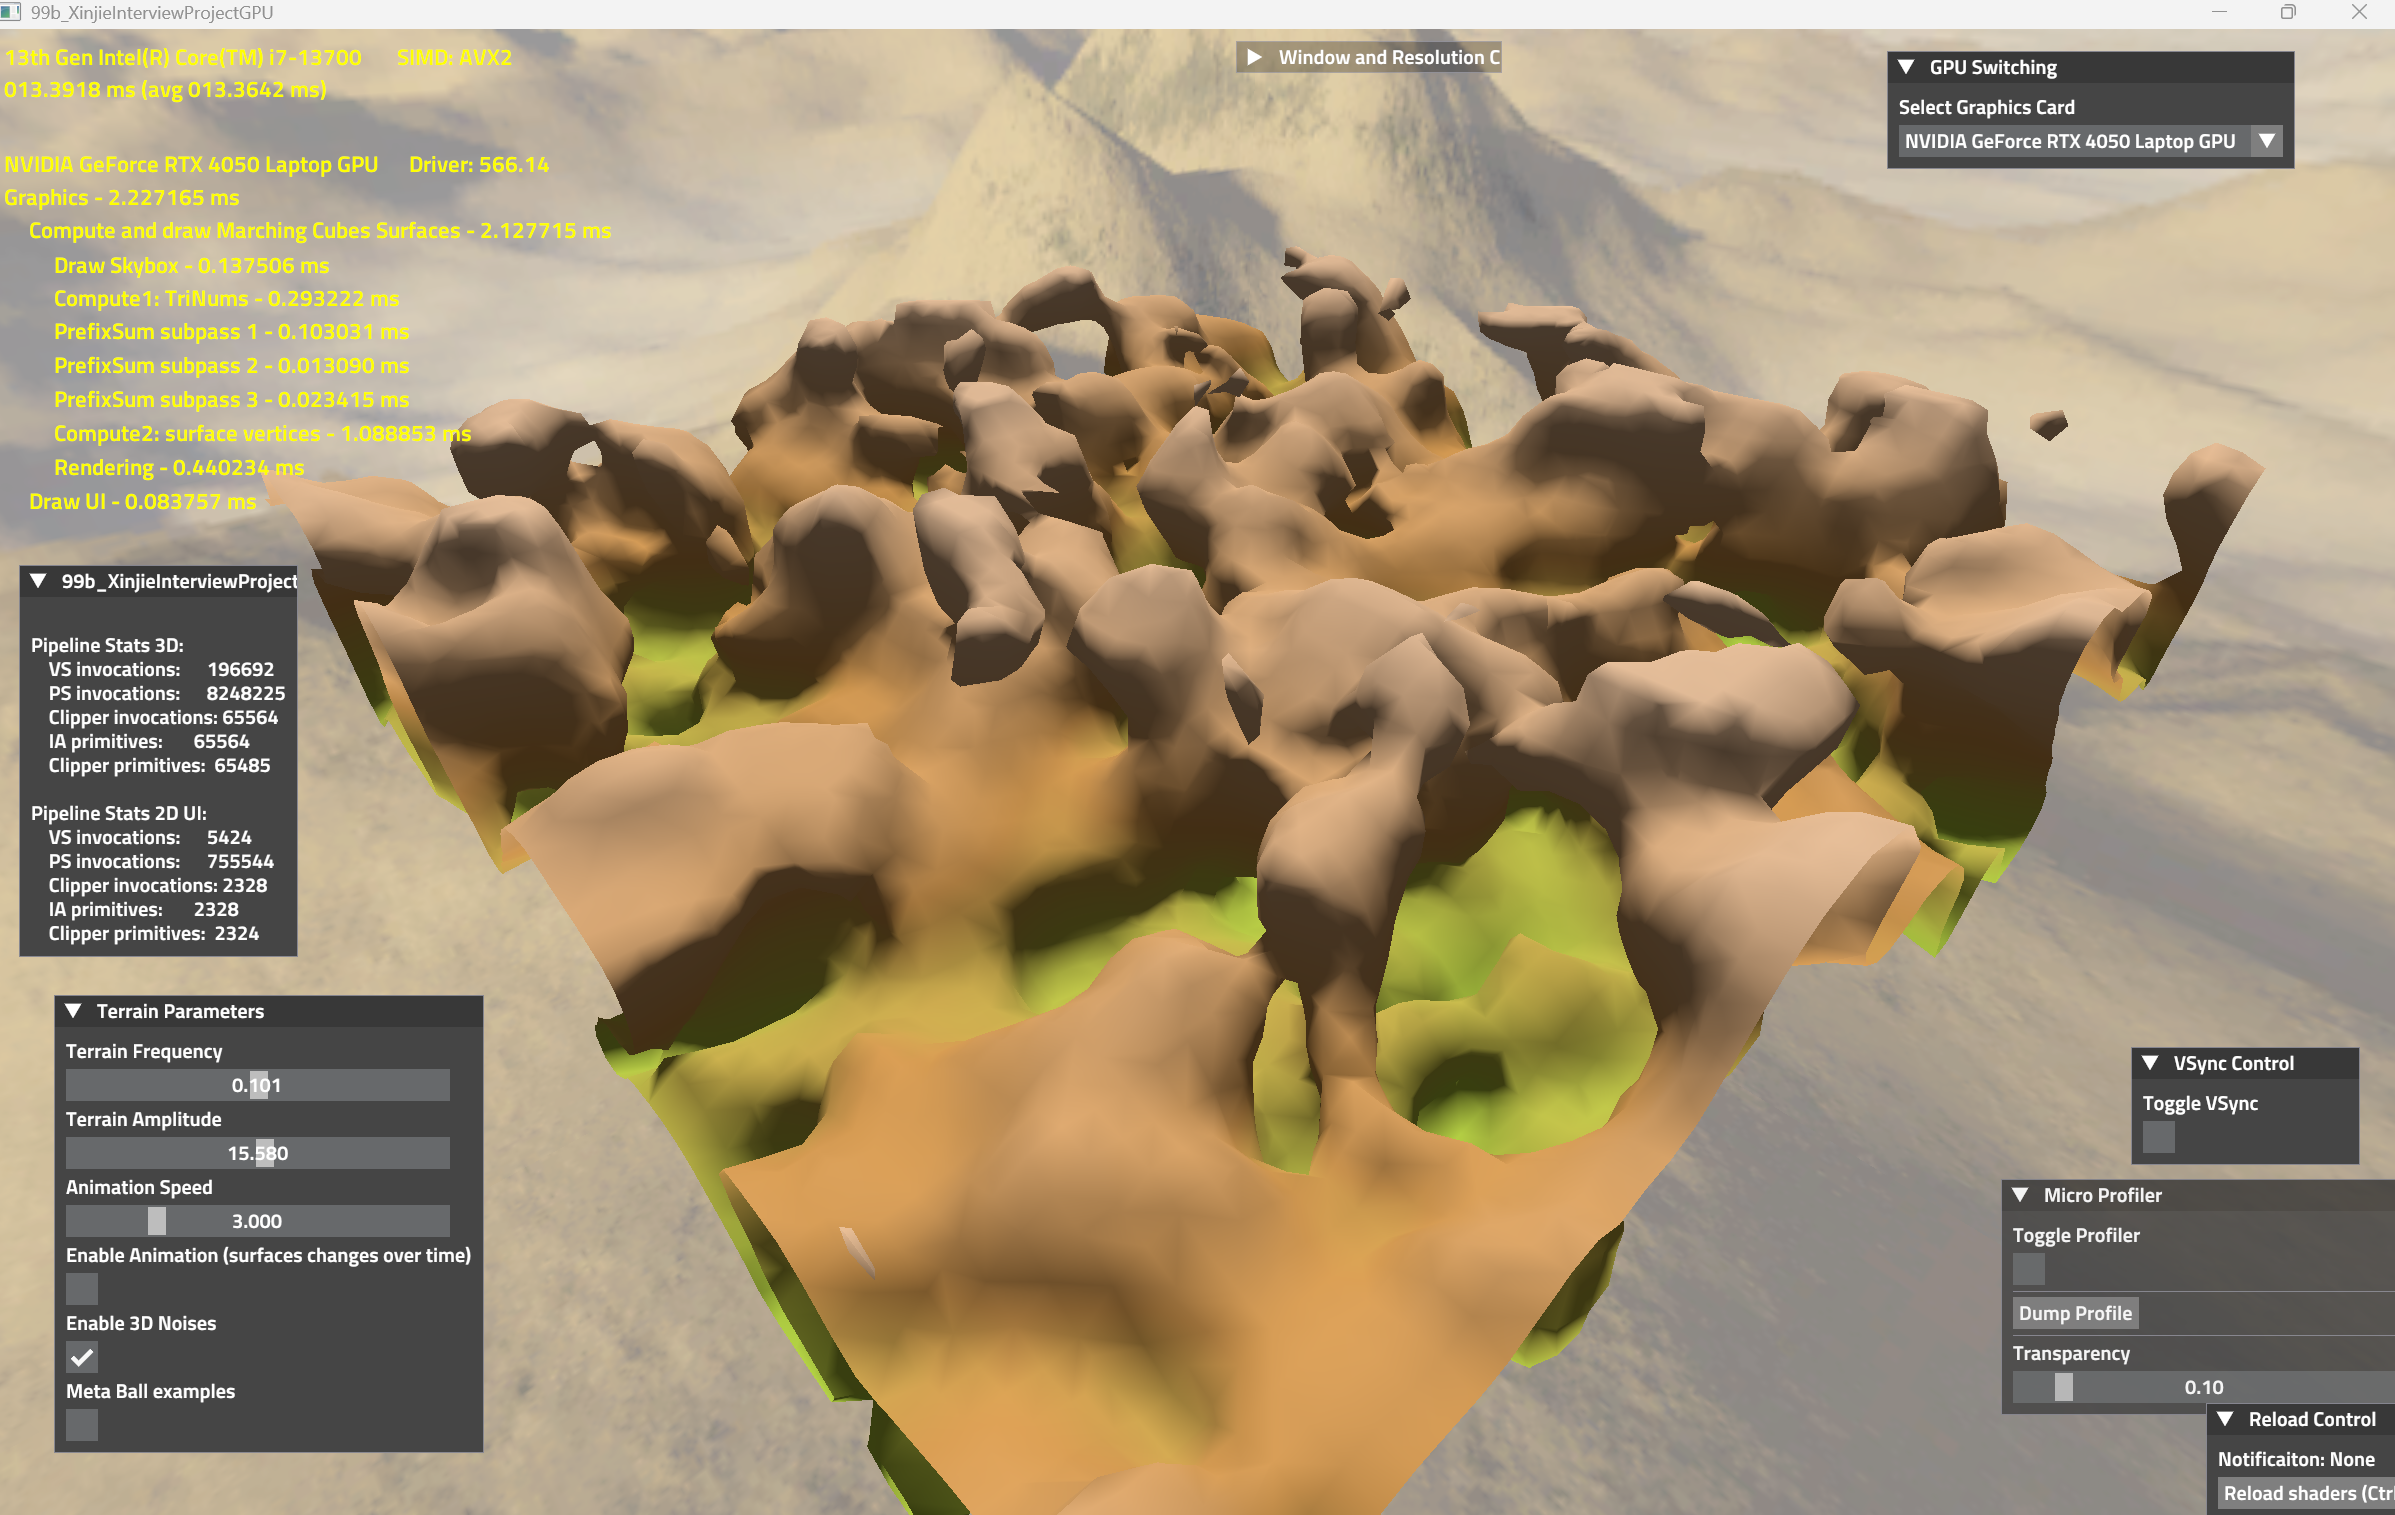 99b_XinjieInterviewProjectGPU
13th Gen Intel(R) Core(TM) i7-13700 SIMD: AVX2
013.3918 ms (avg 013.3642 ms)
NVIDIA GeForce RTX 4050 Laptop GPU Driver: 566.14
Graphics - 2.227165 ms
Compute and draw Marching Cubes Surfaces - 2.127715 ms
Draw Skybox - 0.137506 ms
Compute1: TriNums - 0.293222 ms
PrefixSum subpass 1 - 0.103031 ms
PrefixSum subpass 2 - 0.013090 ms
PrefixSum subpass 3 - 0.023415 ms
Compute2: surface vertices - 1.088853 ms
Rendering - 0.440234 ms
Draw UI - 0.083757 ms
Window and Resolution C
GPU Switching
Select Graphics Card
NVIDIA GeForce RTX 4050 Laptop GPU
99b_XinjieInterviewProject
Pipeline Stats 3D:
VS invocations: 196692
PS invocations: 8248225
Clipper invocations: 65564
IA primitives: 65564
Clipper primitives: 65485
Pipeline Stats 2D UI:
VS invocations: 5424
PS invocations: 755544
Clipper invocations: 2328
IA primitives: 2328
Clipper primitives: 2324
Terrain Parameters
Terrain Frequency
0.101
Terrain Amplitude
15.580
Animation Speed
3.000
Enable Animation (surfaces changes over time)
Enable 3D Noises
Meta Ball examples
VSync Control
Toggle VSync
Micro Profiler
Toggle Profiler
Dump Profile
Transparency
0.10
Reload Control
Notificaiton: None
Reload shaders (Ctrl